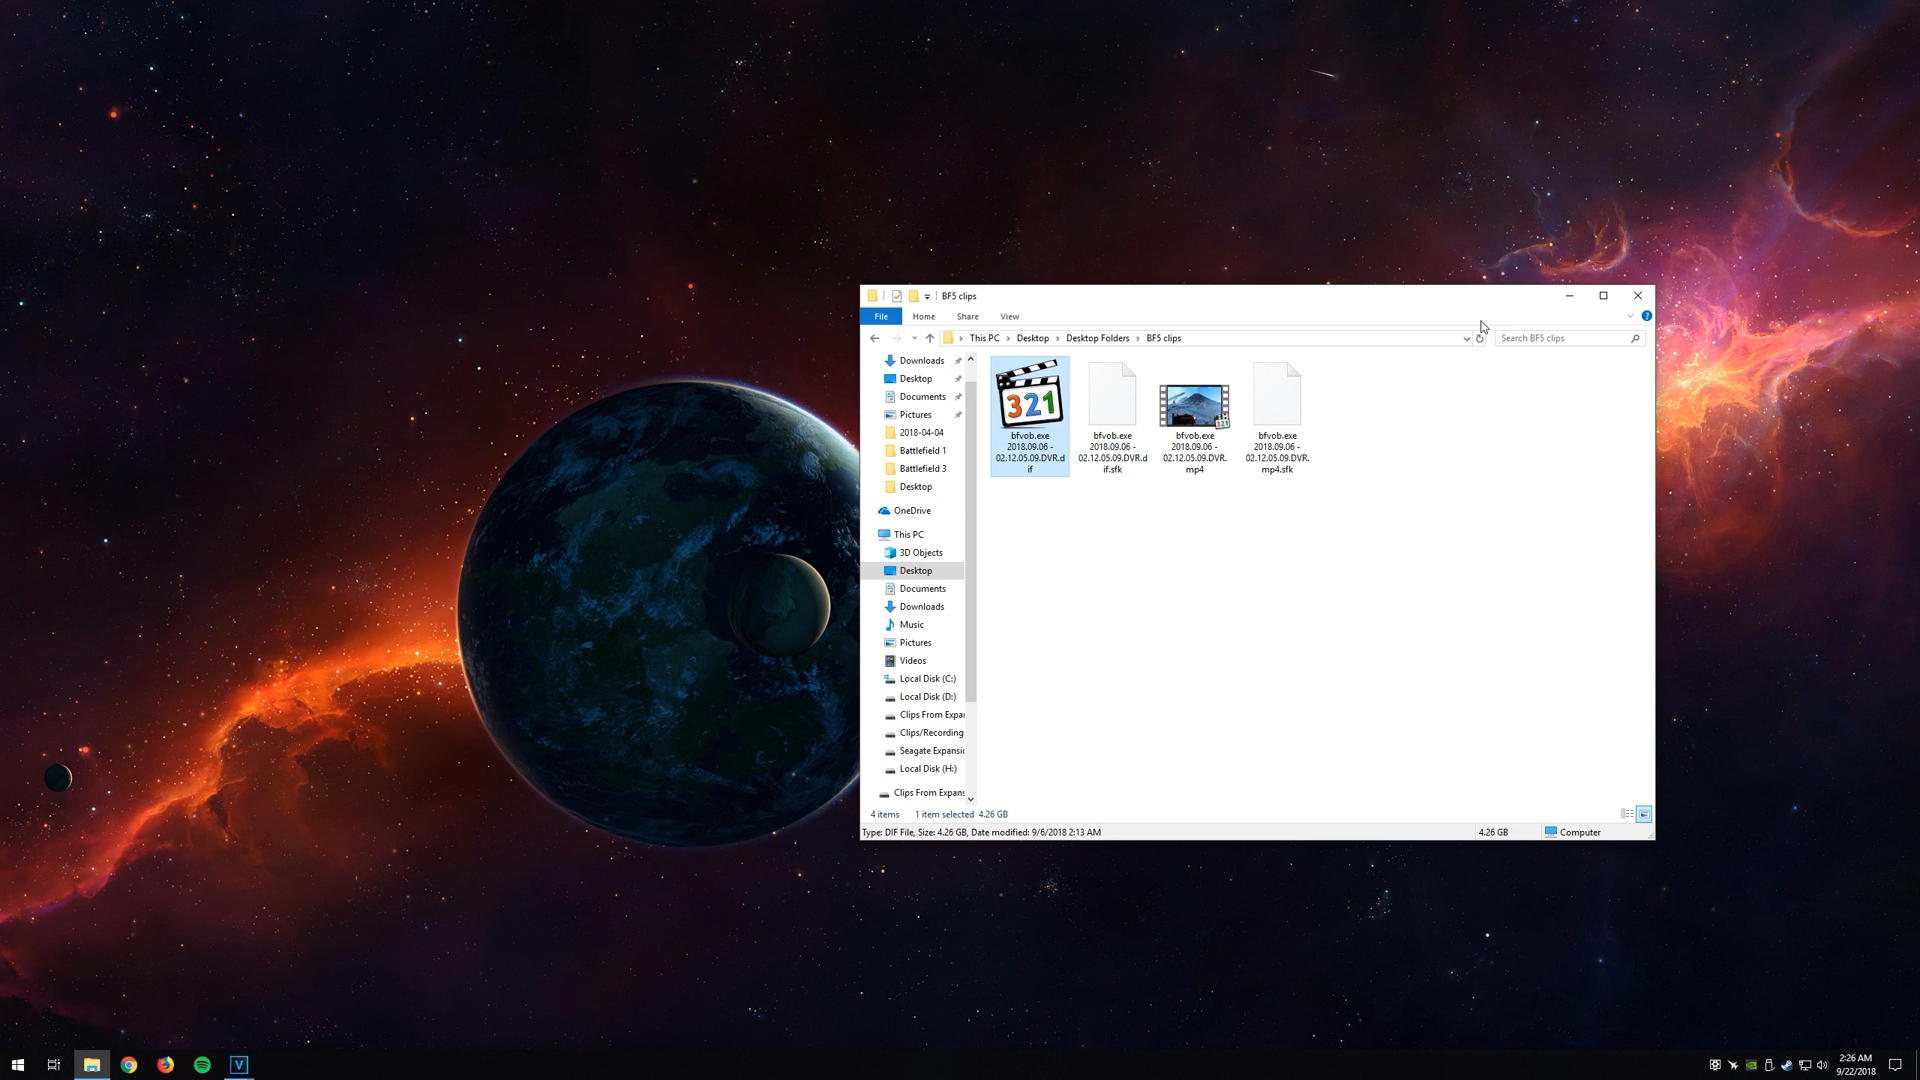 BF5 clips
File Home Share View
This PC Desktop Desktop Folders BF5 clips
Search BF5 clips
Downloads
Desktop
Documents
Pictures
2018-04-04
Battlefield 1
Battlefield 3
Desktop
OneDrive
This PC
3D Objects
Desktop
Documents
Downloads
Music
Pictures
Videos
Local Disk (C:)
Local Disk (D:)
Clips From Expan
Clips/Recording
Seagate Expansio
Local Disk (H:)
Clips From Expans
321
bfvob.exe
2018.09.06 -
02.12.05.09.DVR.d
if
bfvob.exe
2018.09.06 -
02.12.05.09.DVR.d
if.sfk
321
bfvob.exe
2018.09.06 -
02.12.05.09.DVR.
mp4
bfvob.exe
2018.09.06 -
02.12.05.09.DVR.
mp4.sfk
4 items 1 item selected 4.26 GB
Type: DIF File, Size: 4.26 GB, Date modified: 9/6/2018 2:13 AM 4.26 GB Computer
V
2:26 AM
9/22/2018